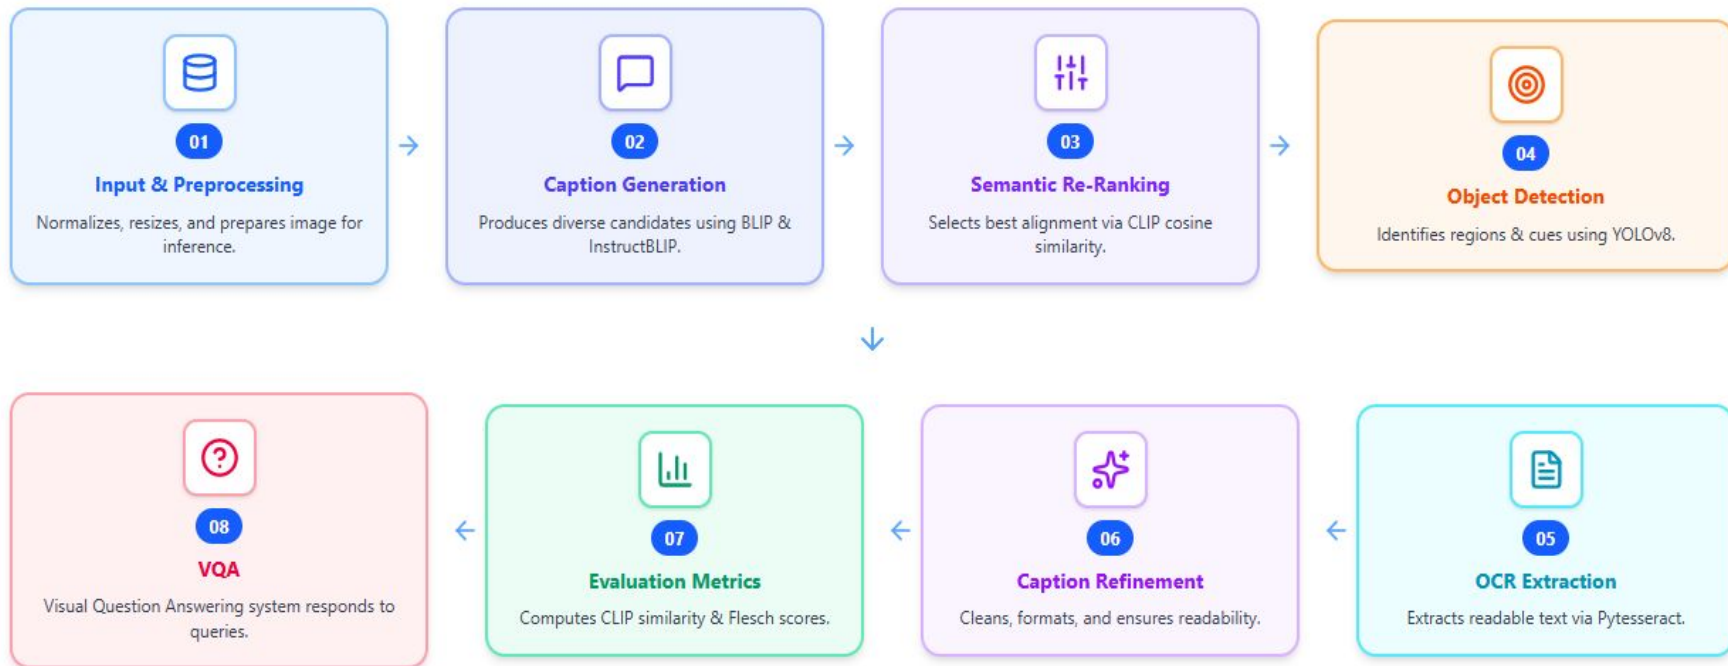 01
Input & Preprocessing
Normalizes, resizes, and prepares image for
inference.
02
Caption Generation
Produces diverse candidates using BLIP &
InstructBLIP.
03
Semantic Re-Ranking
Selects best alignment via CLIP cosine
similarity.
04
Object Detection
Identifies regions & cues using YOLOv8.
05
OCR Extraction
Extracts readable text via Pytesseract.
06
Caption Refinement
Cleans, formats, and ensures readability.
07
Evaluation Metrics
Computes CLIP similarity & Flesch scores.
08
VQA
Visual Question Answering system responds to
queries.